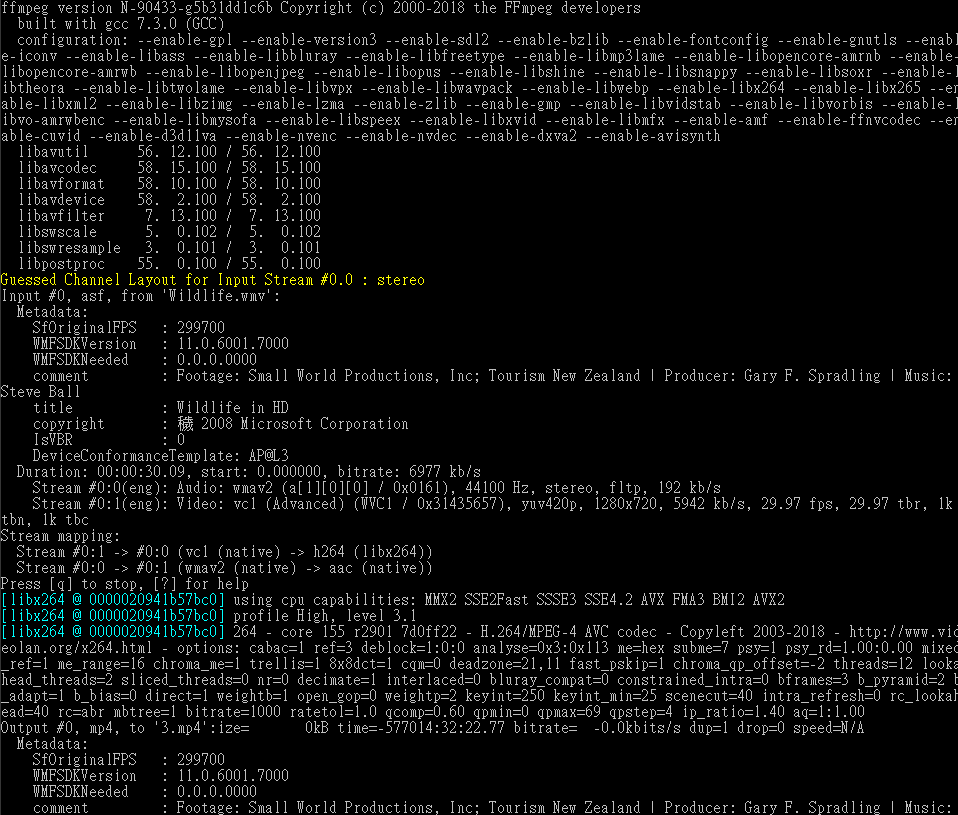 ffmpeg version N-90433-g5b31dd1c6b Copyright (c) 2000-2018 the FFmpeg developers
  built with gcc 7.3.0 (GCC)
  configuration: --enable-gpl --enable-version3 --enable-sdl2 --enable-bzlib --enable-fontconfig --enable-gnutls --enabl
e-iconv --enable-libass --enable-libbluray --enable-libfreetype --enable-libmp3lame --enable-libopencore-amrnb --enable-
libopencore-amrwb --enable-libopenjpeg --enable-libopus --enable-libshine --enable-libsnappy --enable-libsoxr --enable-l
ibtheora --enable-libtwolame --enable-libvpx --enable-libwavpack --enable-libwebp --enable-libx264 --enable-libx265 --en
able-libxml2 --enable-libzimg --enable-lzma --enable-zlib --enable-gmp --enable-libvidstab --enable-libvorbis --enable-l
ibvo-amrwbenc --enable-libmysofa --enable-libspeex --enable-libxvid --enable-libmfx --enable-amf --enable-ffnvcodec --en
able-cuvid --enable-d3d11va --enable-nvenc --enable-nvdec --enable-dxva2 --enable-avisynth
  libavutil      56. 12.100 / 56. 12.100
  libavcodec     58. 15.100 / 58. 15.100
  libavformat    58. 10.100 / 58. 10.100
  libavdevice    58.  2.100 / 58.  2.100
  libavfilter     7. 13.100 /  7. 13.100
  libswscale      5.  0.102 /  5.  0.102
  libswresample   3.  0.101 /  3.  0.101
  libpostproc    55.  0.100 / 55.  0.100
Guessed Channel Layout for Input Stream #0.0 : stereo
Input #0, asf, from 'Wildlife.wmv':
  Metadata:
    SfOriginalFPS   : 299700
    WMFSDKVersion   : 11.0.6001.7000
    WMFSDKNeeded    : 0.0.0.0000
    comment         : Footage: Small World Productions, Inc; Tourism New Zealand | Producer: Gary F. Spradling | Music:
Steve Ball
    title           : Wildlife in HD
    copyright       : 穢 2008 Microsoft Corporation
    IsVBR           : 0
    DeviceConformanceTemplate: AP@L3
  Duration: 00:00:30.09, start: 0.000000, bitrate: 6977 kb/s
    Stream #0:0(eng): Audio: wmav2 (a[1][0][0] / 0x0161), 44100 Hz, stereo, fltp, 192 kb/s
    Stream #0:1(eng): Video: vc1 (Advanced) (WVC1 / 0x31435657), yuv420p, 1280x720, 5942 kb/s, 29.97 fps, 29.97 tbr, 1k
tbn, 1k tbc
Stream mapping:
  Stream #0:1 -> #0:0 (vc1 (native) -> h264 (libx264))
  Stream #0:0 -> #0:1 (wmav2 (native) -> aac (native))
Press [q] to stop, [?] for help
[libx264 @ 0000020941b57bc0] using cpu capabilities: MMX2 SSE2Fast SSSE3 SSE4.2 AVX FMA3 BMI2 AVX2
[libx264 @ 0000020941b57bc0] profile High, level 3.1
[libx264 @ 0000020941b57bc0] 264 - core 155 r2901 7d0ff22 - H.264/MPEG-4 AVC codec - Copyleft 2003-2018 - http://www.vid
eolan.org/x264.html - options: cabac=1 ref=3 deblock=1:0:0 analyse=0x3:0x113 me=hex subme=7 psy=1 psy_rd=1.00:0.00 mixed
_ref=1 me_range=16 chroma_me=1 trellis=1 8x8dct=1 cqm=0 deadzone=21,11 fast_pskip=1 chroma_qp_offset=-2 threads=12 looka
head_threads=2 sliced_threads=0 nr=0 decimate=1 interlaced=0 bluray_compat=0 constrained_intra=0 bframes=3 b_pyramid=2 b
_adapt=1 b_bias=0 direct=1 weightb=1 open_gop=0 weightp=2 keyint=250 keyint_min=25 scenecut=40 intra_refresh=0 rc_lookah
ead=40 rc=abr mbtree=1 bitrate=1000 ratetol=1.0 qcomp=0.60 qpmin=0 qpmax=69 qpstep=4 ip_ratio=1.40 aq=1:1.00
Output #0, mp4, to '3.mp4':ize=       0kB time=-577014:32:22.77 bitrate=  -0.0kbits/s dup=1 drop=0 speed=N/A
  Metadata:
    SfOriginalFPS   : 299700
    WMFSDKVersion   : 11.0.6001.7000
    WMFSDKNeeded    : 0.0.0.0000
    comment         : Footage: Small World Productions, Inc; Tourism New Zealand | Producer: Gary F. Spradling | Music: